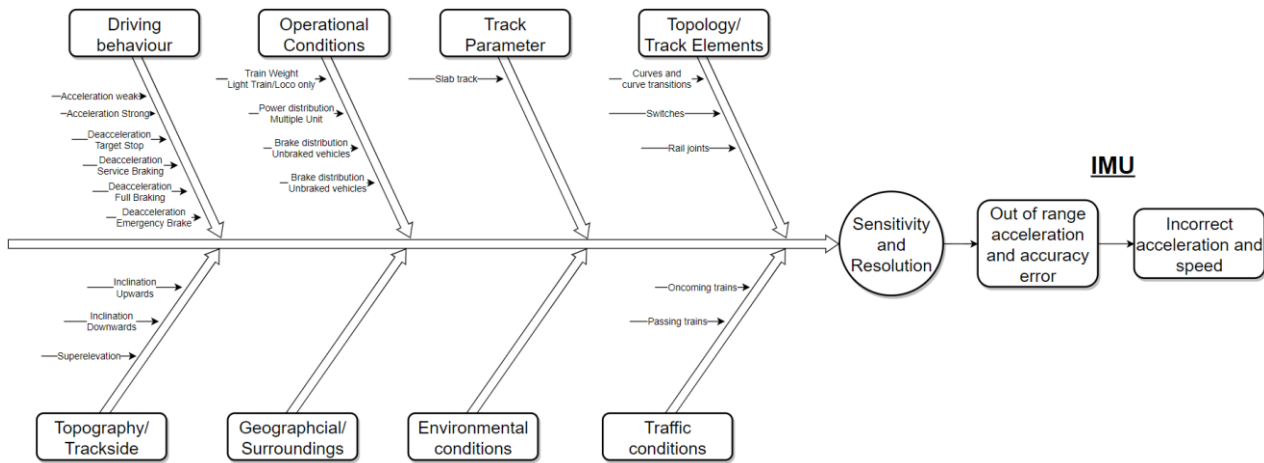 Driving
behaviour
Operational
Conditions
Track
Parameter
Topology/
Track Elements
Acceleration weaks
Acceleration Strong
Deacceleration
Target Stop
Deacceleration
Service Braking
Deacceleration
Full Braking
Deacceleration
Emergency Brake
Train Weight
Light Train/Loco only
Power distribution
Multiple Unit
Brake distribution
Unbraked vehicles
Brake distribution
Unbraked vehicles
Slab track
Curves and
curve transitions
Switches
Rail joints
IMU
Sensitivity
and
Resolution
Out of range
acceleration
and accuracy
error
Incorrect
acceleration and
speed
Inclination
Upwards
Inclination
Downwards
Superelevation
Oncoming trains
Passing trains
Topography/
Trackside
Geographcial/
Surroundings
Environmental
conditions
Traffic
conditions